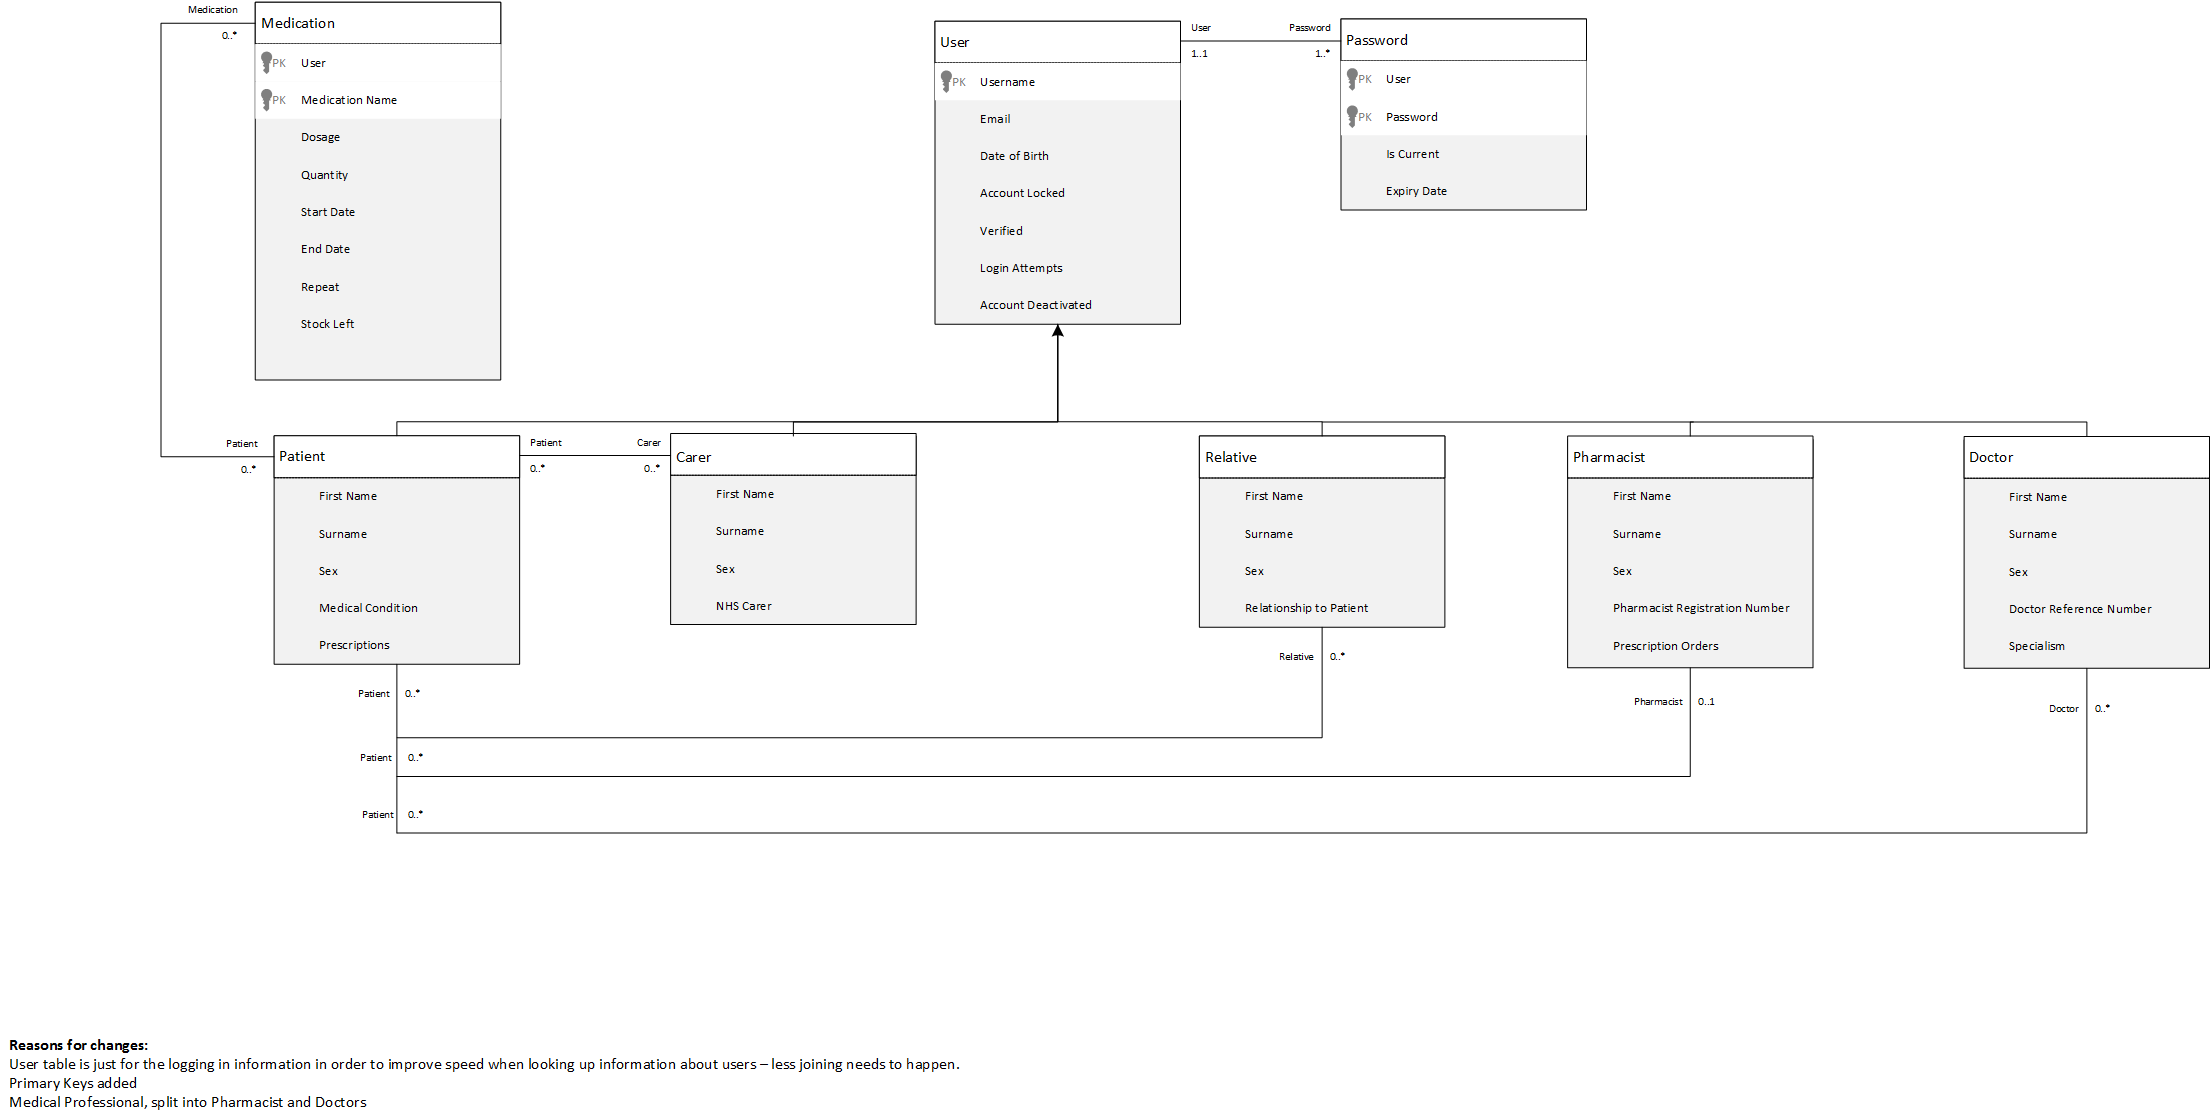 Medication
0..*
Medication
PK User
PK Medication Name
Dosage
Quantity
Start Date
End Date
Repeat
Stock Left
User
PK Username
Email
Date of Birth
Account Locked
Verified
Login Attempts
Account Deactivated
User
1..1
Password
1..*
Password
PK User
PK Password
Is Current
Expiry Date
Patient
0..*
Patient
First Name
Surname
Sex
Medical Condition
Prescriptions
Patient
0..*
Carer
0..*
Carer
First Name
Surname
Sex
NHS Carer
Relative
First Name
Surname
Sex
Relationship to Patient
Pharmacist
First Name
Surname
Sex
Pharmacist Registration Number
Prescription Orders
Doctor
First Name
Surname
Sex
Doctor Reference Number
Specialism
Relative 0..*
Patient 0..*
Pharmacist 0..1
Doctor 0..*
Patient 0..*
Patient 0..*
Reasons for changes:
User table is just for the logging in information in order to improve speed when looking up information about users – less joining needs to happen.
Primary Keys added
Medical Professional, split into Pharmacist and Doctors